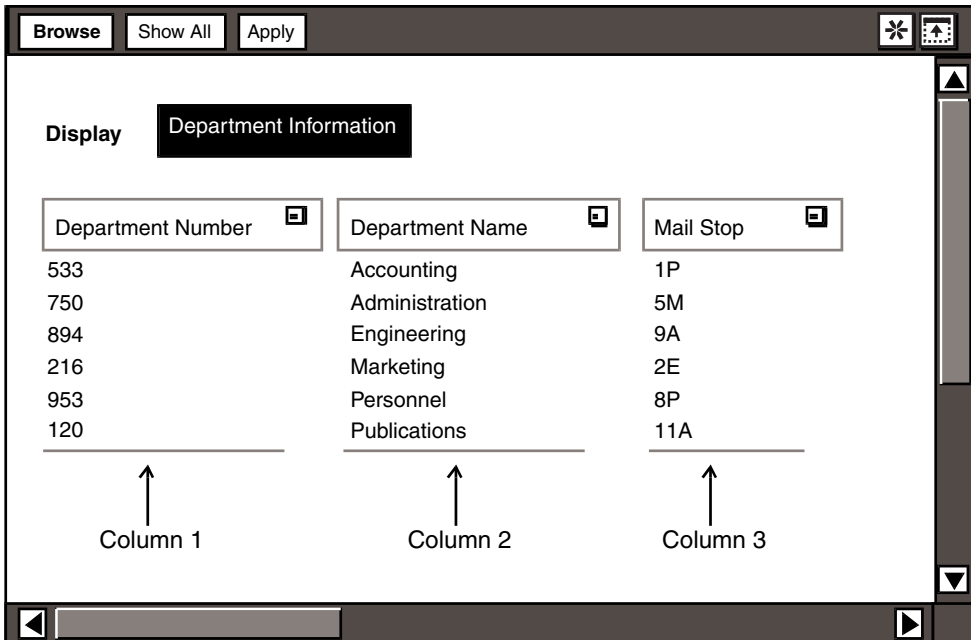 Browse Show All Apply
Display Department Information
Department Number Department Name Mail Stop
533 Accounting 1P
750 Administration 5M
894 Engineering 9A
216 Marketing 2E
953 Personnel 8P
120 Publications 11A
Column 1 Column 2 Column 3